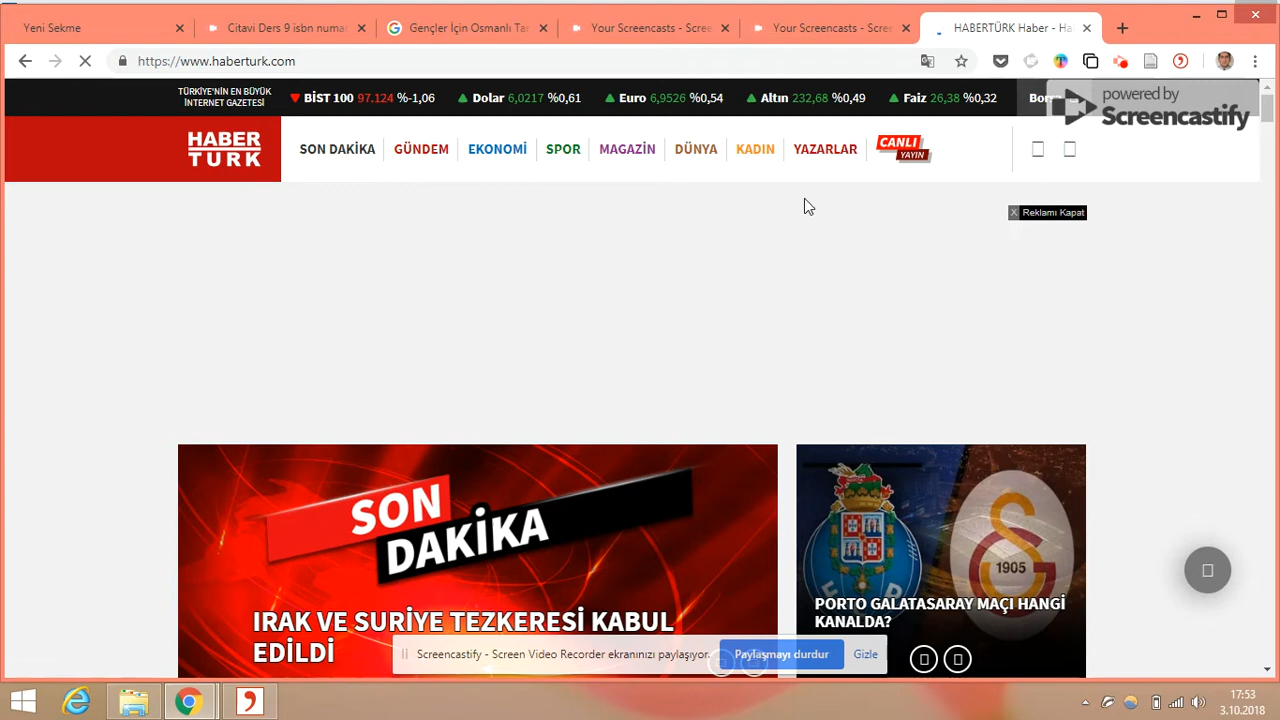 Yeni Sekme
Citavi Ders 9 isbn numa
Gençler İçin Osmanlı Ta
Your Screencasts - Scree
Your Screencasts - Scree
HABERTÜRK Haber - Ha
https://www.haberturk.com
TÜRKİYE'NİN EN BÜYÜK
İNTERNET GAZETESİ
BİST 100 97.124 %-1,06
Dolar 6,0217 %0,61
Euro 6,9526 %0,54
Altın 232,68 %0,49
Faiz 26,38 %0,32
powered by
Screencastify
HABER
TURK
SON DAKİKA
GÜNDEM
EKONOMİ
SPOR
MAGAZİN
DÜNYA
KADIN
YAZARLAR
CANLI
YAYIN
X Reklamı Kapat
SON
DAKİKA
IRAK VE SURİYE TEZKERESİ KABUL
EDİLDİ
1905
PORTO GALATASARAY MAÇI HANGİ
KANALDA?
Screencastify - Screen Video Recorder ekranınızı paylaşıyor.
Paylaşmayı durdur
Gizle
17:53
3.10.2018